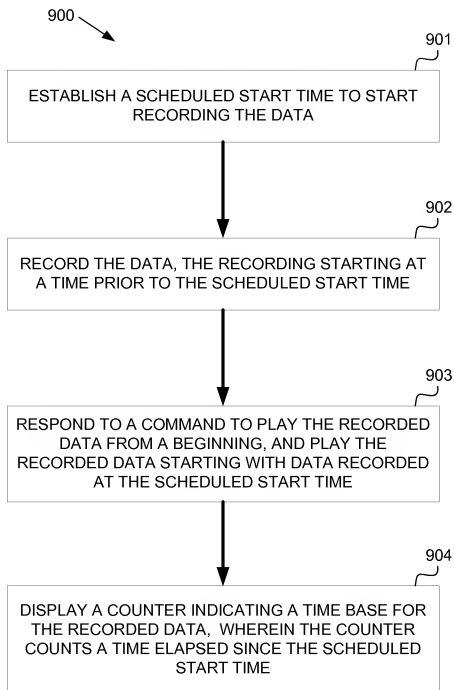 900
901
ESTABLISH A SCHEDULED START TIME TO START
RECORDING THE DATA
902
RECORD THE DATA, THE RECORDING STARTING AT
A TIME PRIOR TO THE SCHEDULED START TIME
903
RESPOND TO A COMMAND TO PLAY THE RECORDED
DATA FROM A BEGINNING, AND PLAY THE
RECORDED DATA STARTING WITH DATA RECORDED
AT THE SCHEDULED START TIME
904
DISPLAY A COUNTER INDICATING A TIME BASE FOR
THE RECORDED DATA, WHEREIN THE COUNTER
COUNTS A TIME ELAPSED SINCE THE SCHEDULED
START TIME